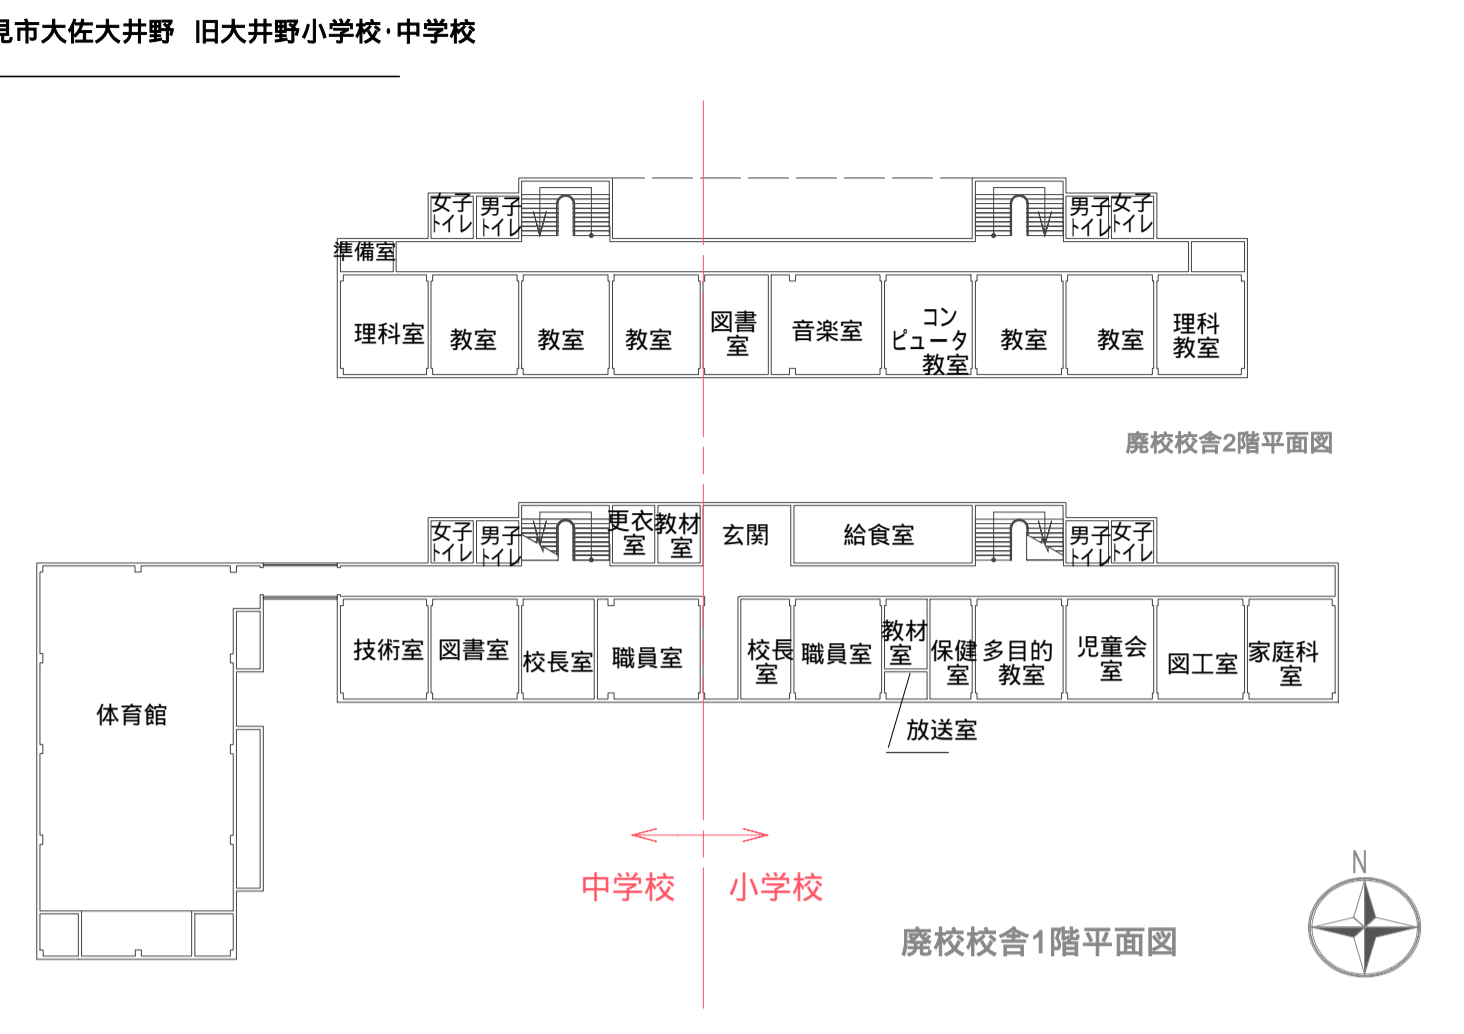 見市大佐大井野 旧大井野小学校·中学校
女子
トイレ
男子
トイレ
男子
トイレ
女子
トイレ
準備室
理科室
教室
教室
教室
図書
室
音楽室
コン
ピュータ
教室
教室
教室
理科
教室
廃校校舎2階平面図
女子
トイレ
男子
トイレ
更衣
室
教材
室
玄関
給食室
男子
トイレ
女子
トイレ
技術室
図書室
校長室
職員室
校長
室
職員室
教材
室
保健
室
多目的
教室
児童会
室
図工室
家庭科
室
体育館
放送室
中学校
小学校
廃校校舎1階平面図
N